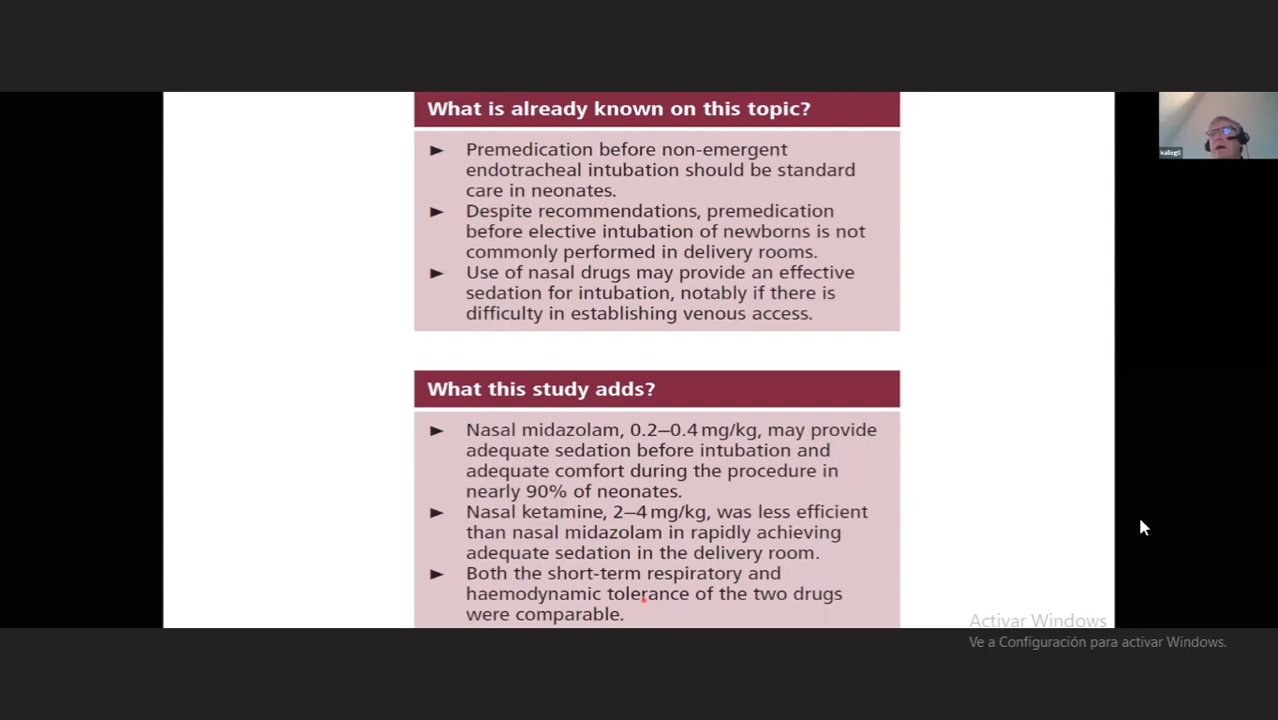 What is already known on this topic?
► Premedication before non-emergent
endotracheal intubation should be standard
care in neonates.
► Despite recommendations, premedication
before elective intubation of newborns is not
commonly performed in delivery rooms.
► Use of nasal drugs may provide an effective
sedation for intubation, notably if there is
difficulty in establishing venous access.
What this study adds?
► Nasal midazolam, 0.2–0.4 mg/kg, may provide
adequate sedation before intubation and
adequate comfort during the procedure in
nearly 90% of neonates.
► Nasal ketamine, 2–4 mg/kg, was less efficient
than nasal midazolam in rapidly achieving
adequate sedation in the delivery room.
► Both the short-term respiratory and
haemodynamic tolerance of the two drugs
were comparable.
Activar Windows
Ve a Configuración para activar Windows.